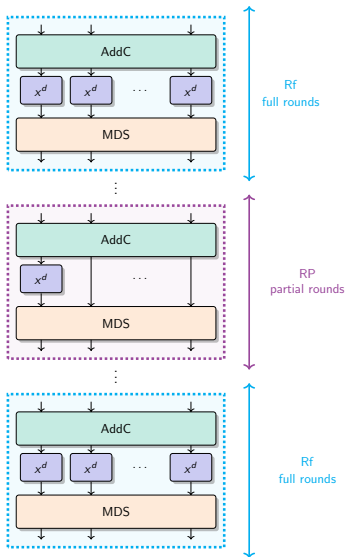 AddC
x^d x^d ... x^d
MDS
Rf
full rounds
⋮
AddC
x^d ...
MDS
RP
partial rounds
⋮
AddC
x^d x^d ... x^d
MDS
Rf
full rounds